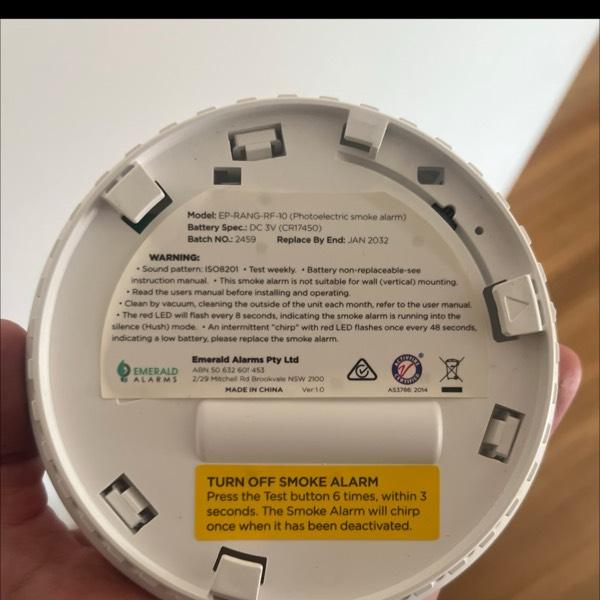 Model: EP-RANG-RF-10 (Photoelectric smoke alarm)
Battery Spec.: DC 3V (CR17450)
Batch NO.: 2459 Replace By End: JAN 2032
WARNING:
• Sound pattern: ISO8201 • Test weekly. • Battery non-replaceable-see
instruction manual. • This smoke alarm is not suitable for wall (vertical) mounting.
• Read the users manual before installing and operating.
• Clean by vacuum, cleaning the outside of the unit each month, refer to the user manual.
• The red LED will flash every 8 seconds, indicating the smoke alarm is running into the
silence (Hush) mode. • An intermittent "chirp" with red LED flashes once every 48 seconds,
indicating a low battery, please replace the smoke alarm.
EMERALD
ALARMS
Emerald Alarms Pty Ltd
ABN 50 632 601 453
2/29 Mitchell Rd Brookvale NSW 2100
MADE IN CHINA Ver:1.0
AS3786: 2014
TURN OFF SMOKE ALARM
Press the Test button 6 times, within 3
seconds. The Smoke Alarm will chirp
once when it has been deactivated.